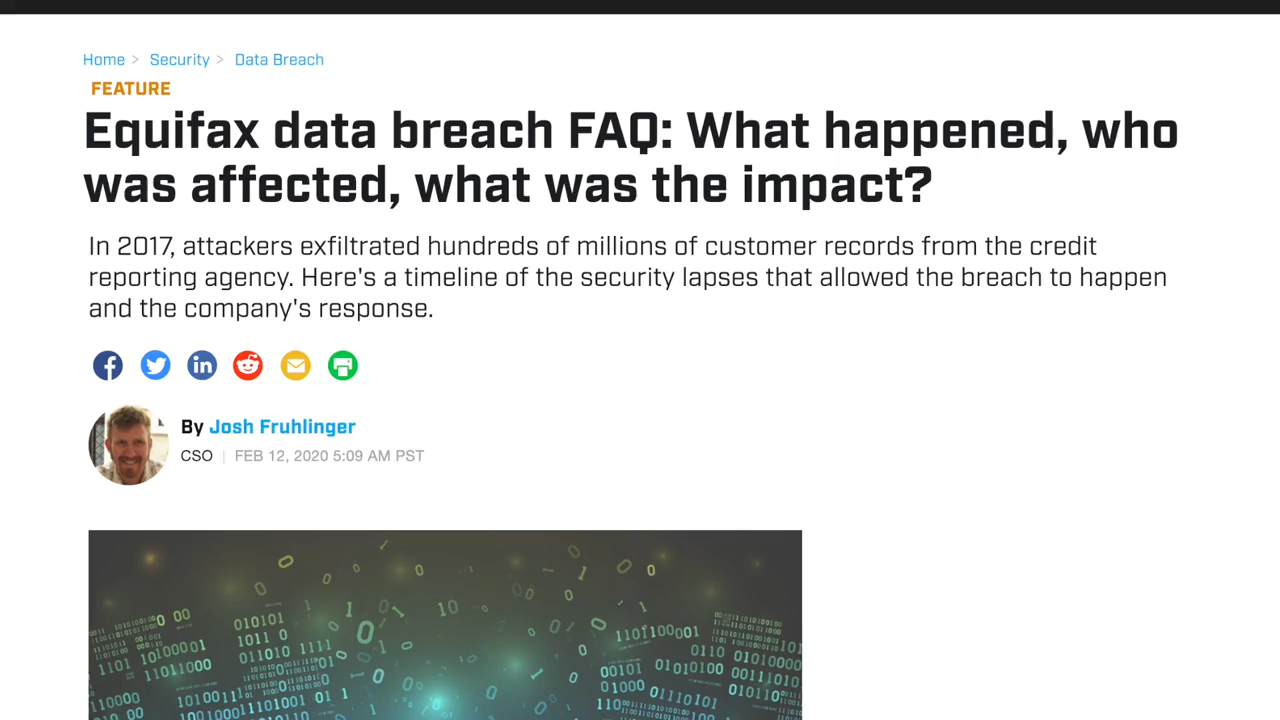 Home > Security > Data Breach
FEATURE
Equifax data breach FAQ: What happened, who
was affected, what was the impact?
In 2017, attackers exfiltrated hundreds of millions of customer records from the credit
reporting agency. Here's a timeline of the security lapses that allowed the breach to happen
and the company's response.
By Josh Fruhlinger
CSO | FEB 12, 2020 5:09 AM PST